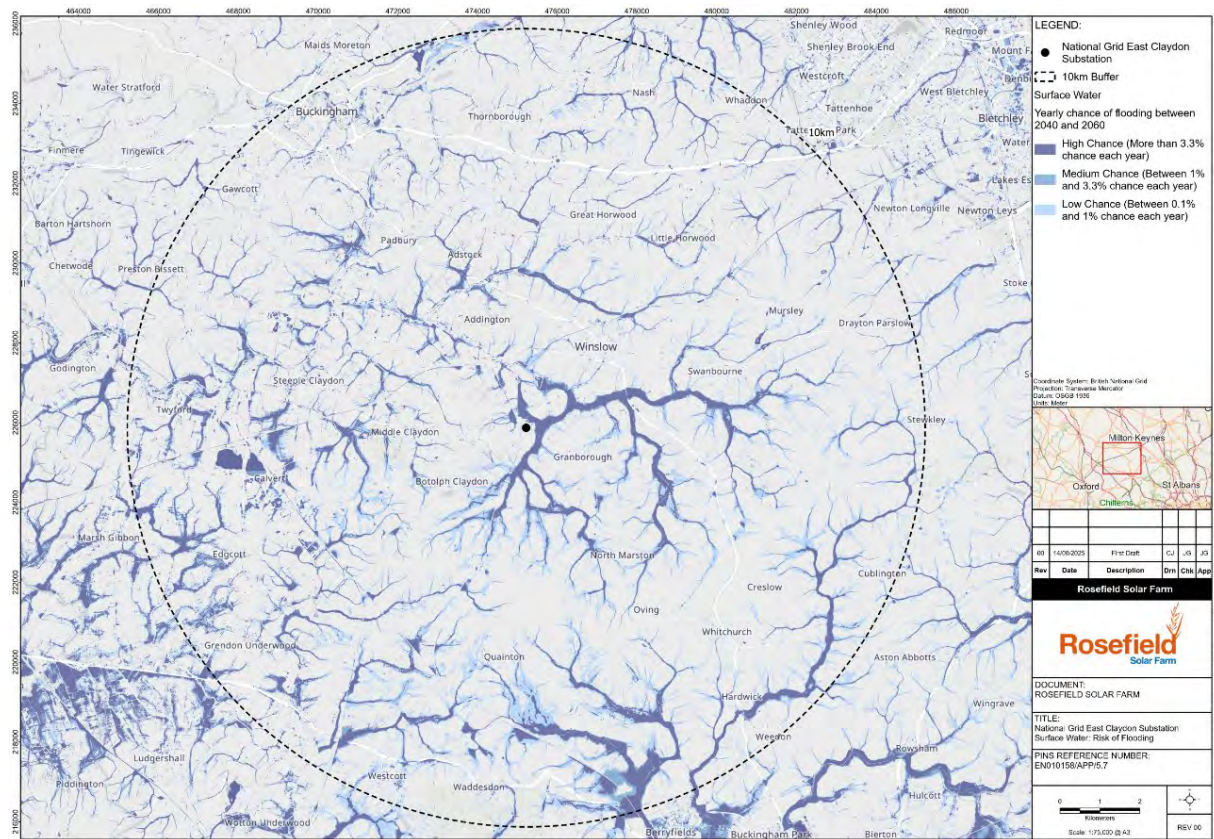 464000 466000 468000 470000 472000 474000 476000 478000 480000 482000 484000 486000
236000
234000
232000
230000
228000
226000
224000
222000
220000
218000
216000
Shenley Wood
Redmoor
Maids Moreton
Shenley Brook End
Westcroft
Water Stratford
Nash
Whaddon
West Bletchley
Buckingham
Thornborough
Tattenhoe
Bletchley
10km
Park
Finmere
Tingewick
Water
Gawcott
Lakes Es
Barton Hartshorn
Great Horwood
Newton Longville
Newton Leys
Padbury
Little Horwood
Chetwode
Preston Bissett
Adstock
Stoke
Addington
Mursley
Drayton Parslow
Winslow
Godington
Steeple Claydon
Swanbourne
Twyford
Middle Claydon
Stewkley
Granborough
Calvert
Botolph Claydon
Marsh Gibbon
Edgcott
North Marston
Cublington
Creslow
Oving
Whitchurch
Grendon Underwood
Quainton
Aston Abbotts
Hardwick
Wingrave
Weedon
Ludgershall
Rowsham
Westcott
Piddington
Waddesdon
Hulcott
Wotton Underwood
Berryfields
Buckingham Park
Bierton
LEGEND:
National Grid East Claydon
Substation
10km Buffer
Surface Water
Yearly chance of flooding between
2040 and 2060
High Chance (More than 3.3%
chance each year)
Medium Chance (Between 1%
and 3.3% chance each year)
Low Chance (Between 0.1%
and 1% chance each year)
Coordinate System: British National Grid
Projection: Transverse Mercator
Datum: OSGB 1936
Units: Meter
Milton Keynes
Oxford
St Albans
Chilterns
00 14/08/2025 First Draft CJ JG JG
Rev Date Description Drn Chk App
Rosefield Solar Farm
Rosefield
Solar Farm
DOCUMENT:
ROSEFIELD SOLAR FARM
TITLE:
National Grid East Claydon Substation
Surface Water: Risk of Flooding
PINS REFERENCE NUMBER:
EN010158/APP/5.7
0 1 2
Kilometers
Scale: 1:75,000 @ A3
REV 00